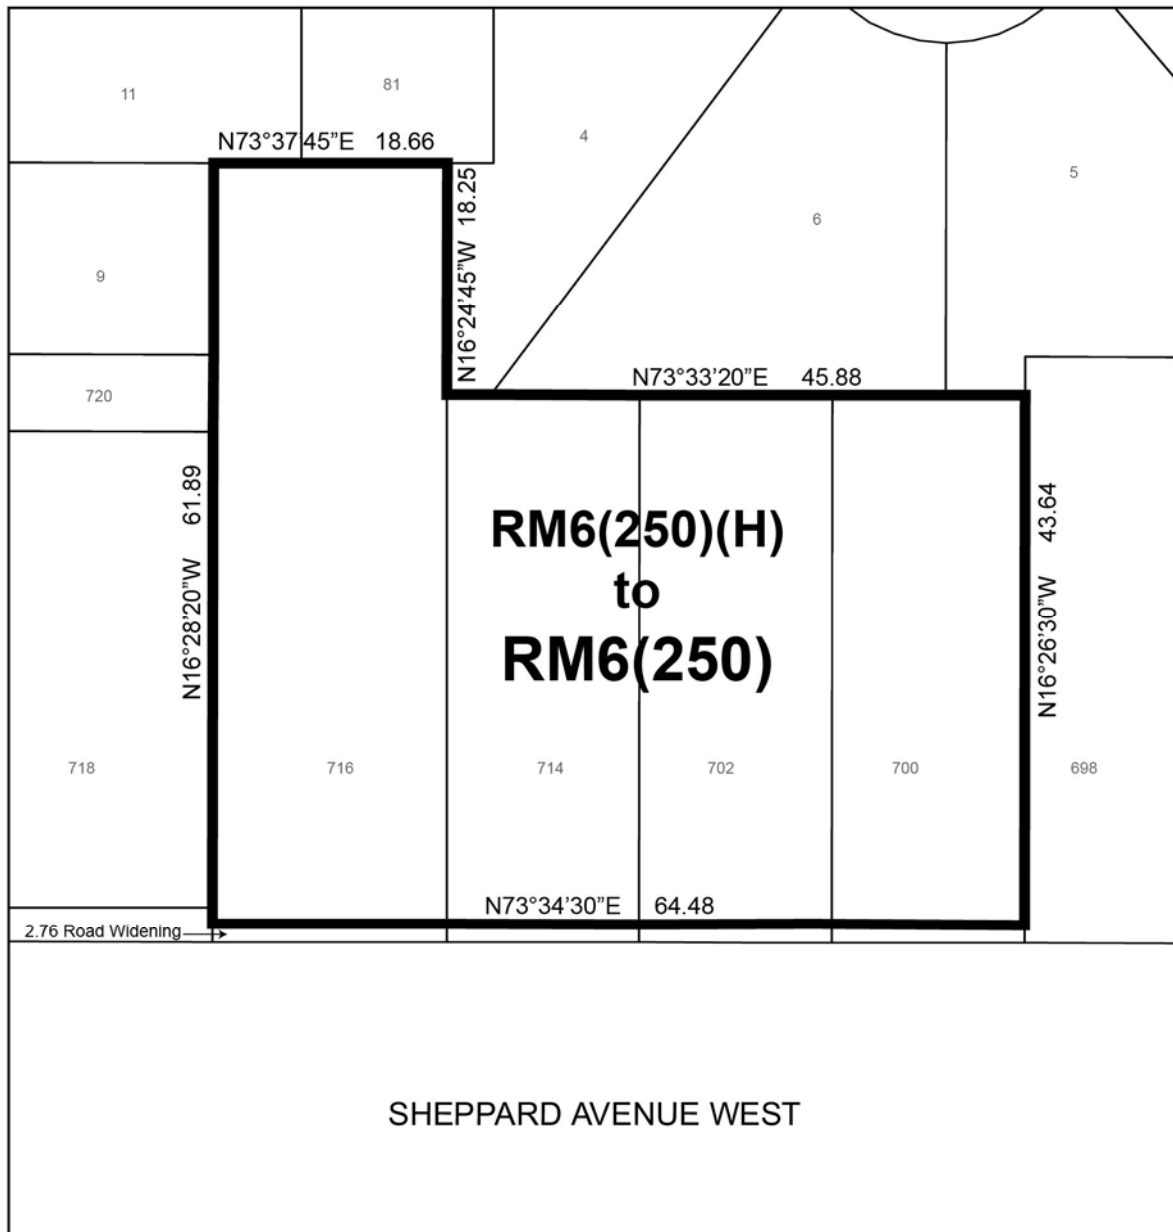 11
81
N73°37'45”E 18.66
4
5
6
N16°24'45”W 18.25
9
N73°33'20”E 45.88
720
N16°28'20”W 61.89
RM6(250)(H)
to
RM6(250)
N16°26'30”W 43.64
718
716
714
702
700
698
N73°34'30”E 64.48
2.76 Road Widening
SHEPPARD AVENUE WEST